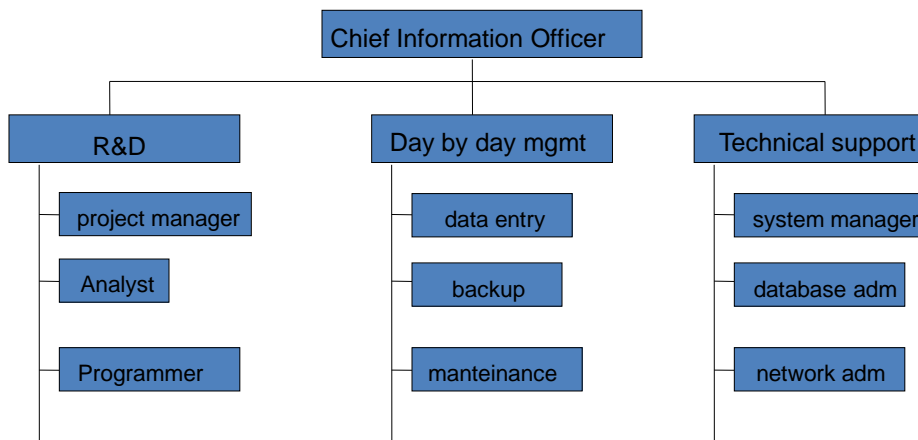 Chief Information Officer
R&D
Day by day mgmt
Technical support
project manager
data entry
system manager
Analyst
backup
database adm
Programmer
manteinance
network adm